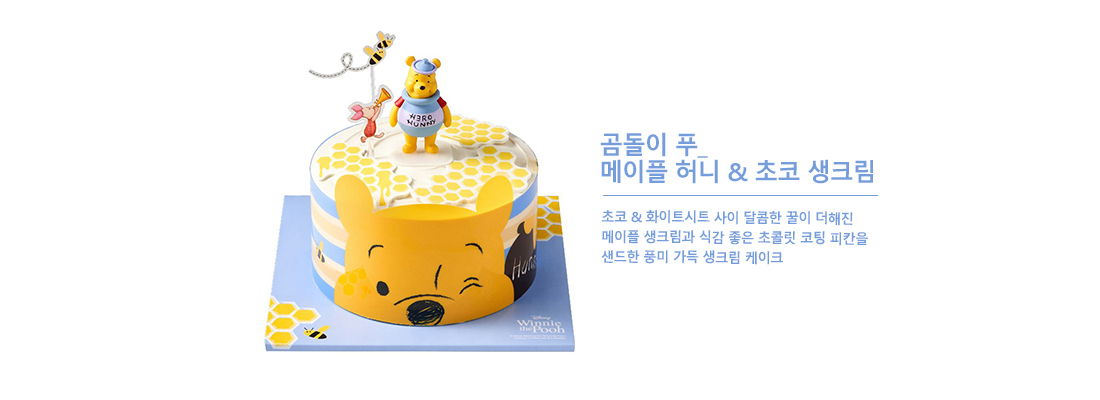 곰돌이 푸_
메이플 허니 & 초코 생크림
초코 & 화이트시트 사이 달콤한 꿀이 더해진
메이플 생크림과 식감 좋은 초콜릿 코팅 피칸을
샌드한 풍미 가득 생크림 케이크
HERO
HUNNY
Disney
Winnie
the Pooh